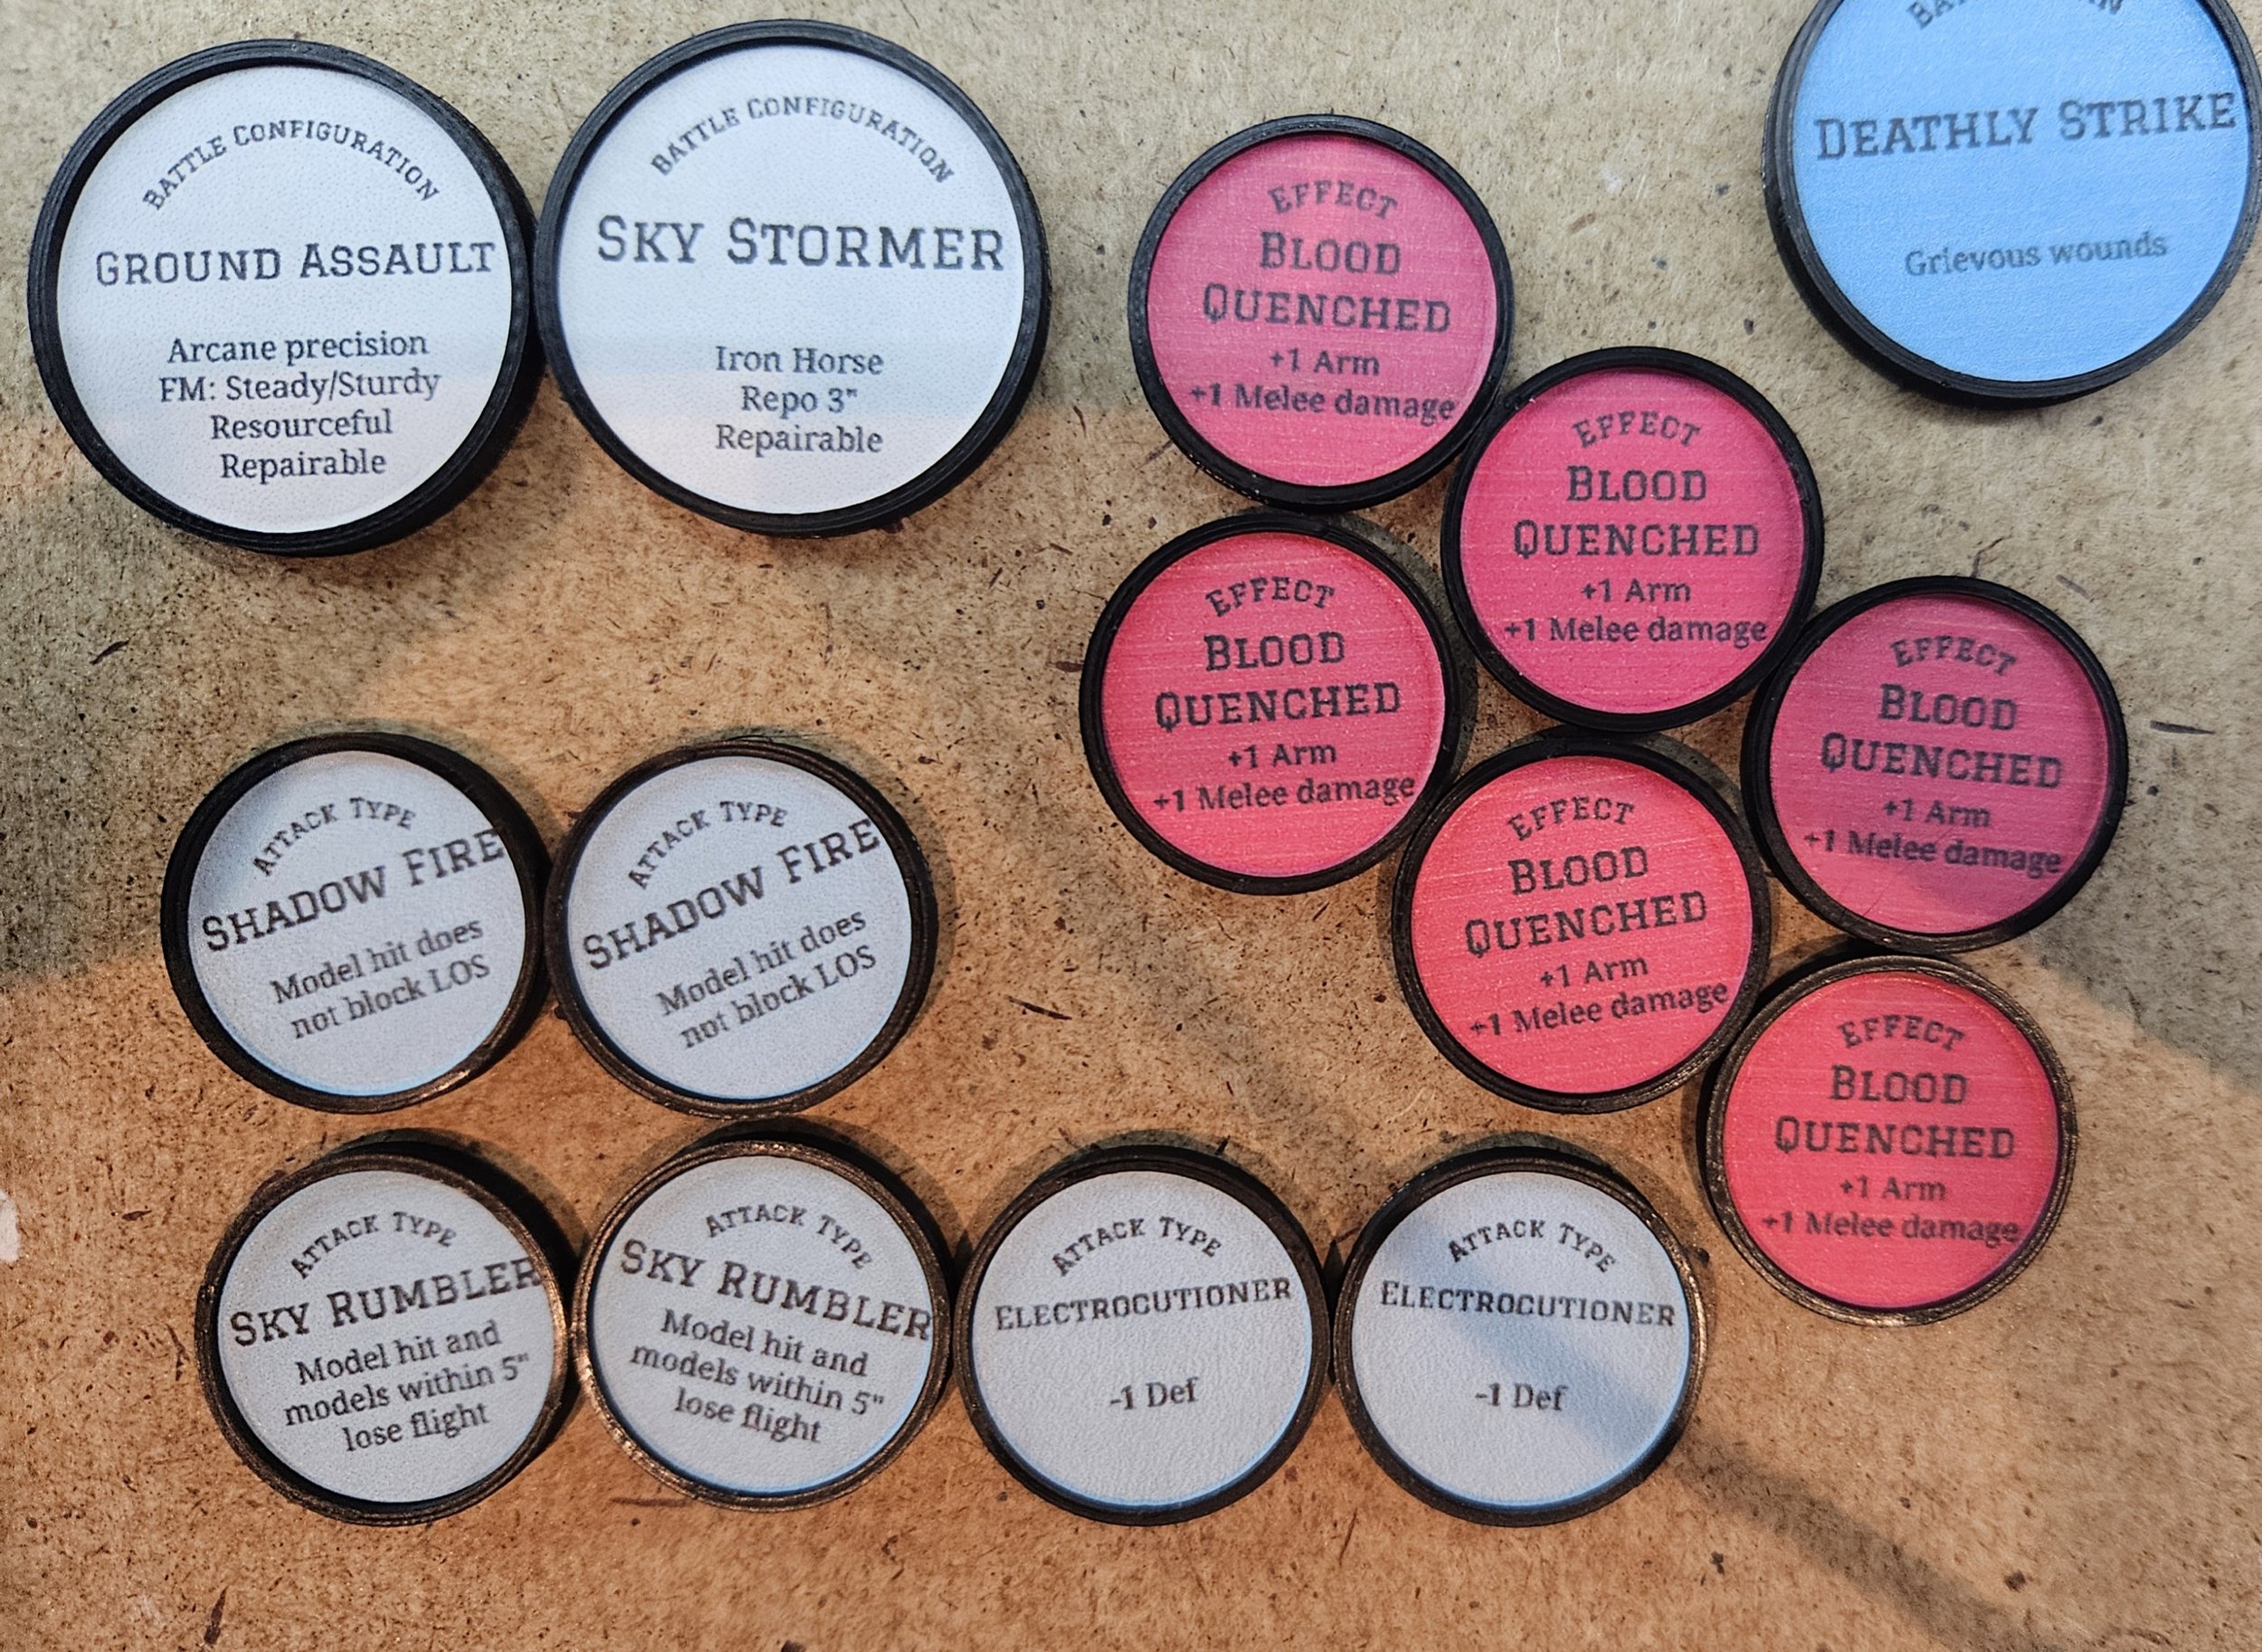 BATTLE CONFIGURATION
GROUND ASSAULT
Arcane precision
FM: Steady/Sturdy
Resourceful
Repairable
BATTLE CONFIGURATION
SKY STORMER
Iron Horse
Repo 3"
Repairable
EFFECT
BLOOD
QUENCHED
+1 Arm
+1 Melee damage
DEATHLY STRIKE
Grievous wounds
EFFECT
BLOOD
QUENCHED
+1 Arm
+1 Melee damage
EFFECT
BLOOD
QUENCHED
+1 Arm
+1 Melee damage
EFFECT
BLOOD
QUENCHED
+1 Arm
+1 Melee damage
EFFECT
BLOOD
QUENCHED
+1 Arm
+1 Melee damage
EFFECT
BLOOD
QUENCHED
+1 Arm
+1 Melee damage
ATTACK TYPE
SHADOW FIRE
Model hit does
not block LOS
ATTACK TYPE
SHADOW FIRE
Model hit does
not block LOS
ATTACK TYPE
SKY RUMBLER
Model hit and
models within 5"
lose flight
ATTACK TYPE
SKY RUMBLER
Model hit and
models within 5"
lose flight
ATTACK TYPE
ELECTROCUTIONER
-1 Def
ATTACK TYPE
ELECTROCUTIONER
-1 Def